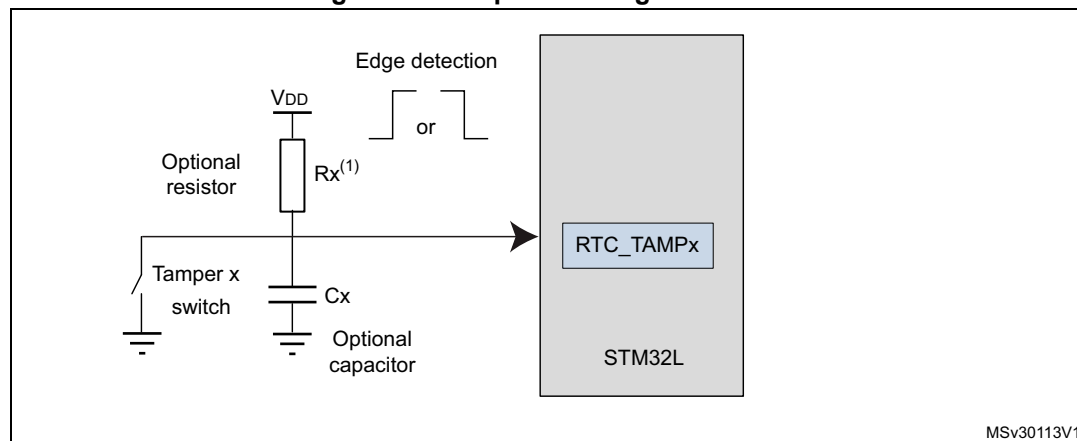 Edge detection
VDD
or
Optional
resistor
Rx(1)
RTC_TAMPx
Tamper x
switch
Cx
Optional
capacitor
STM32L
MSv30113V1